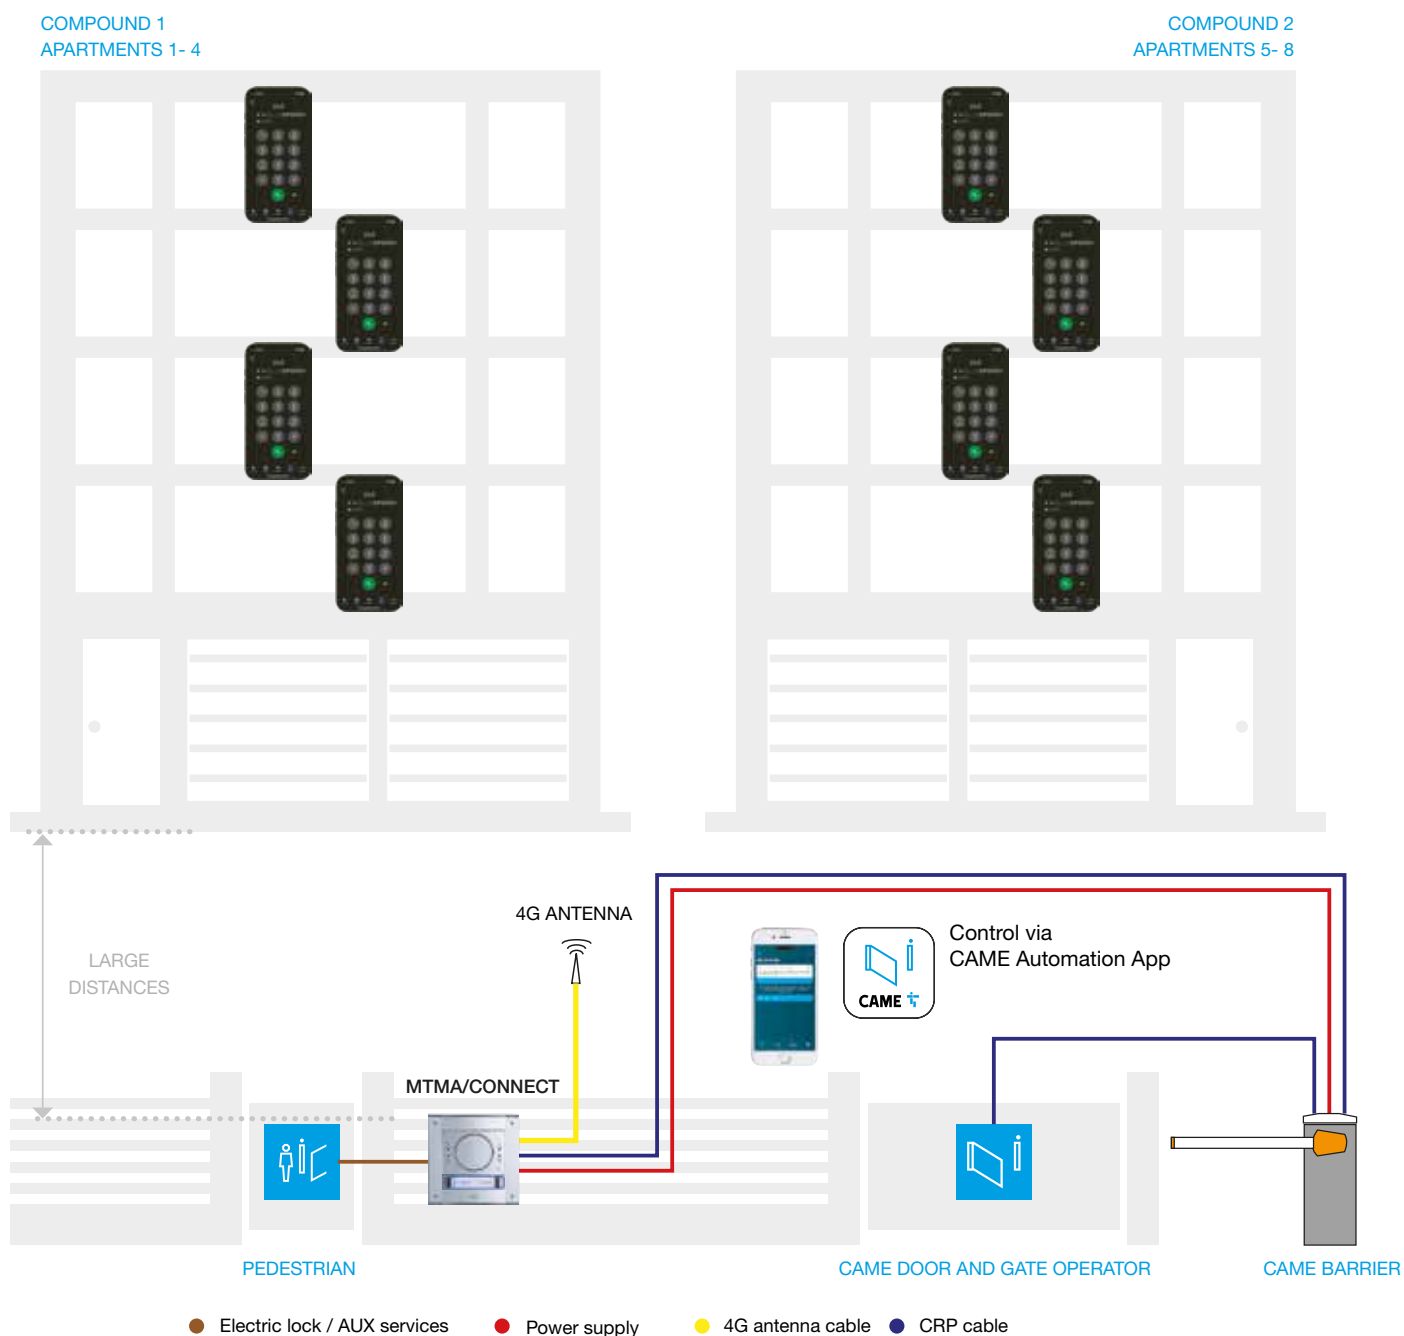 COMPOUND 1
APARTMENTS 1- 4
COMPOUND 2
APARTMENTS 5- 8
4G ANTENNA
Control via
CAME Automation App
CAME
LARGE
DISTANCES
MTMA/CONNECT
PEDESTRIAN
CAME DOOR AND GATE OPERATOR
CAME BARRIER
Electric lock / AUX services
Power supply
4G antenna cable
CRP cable